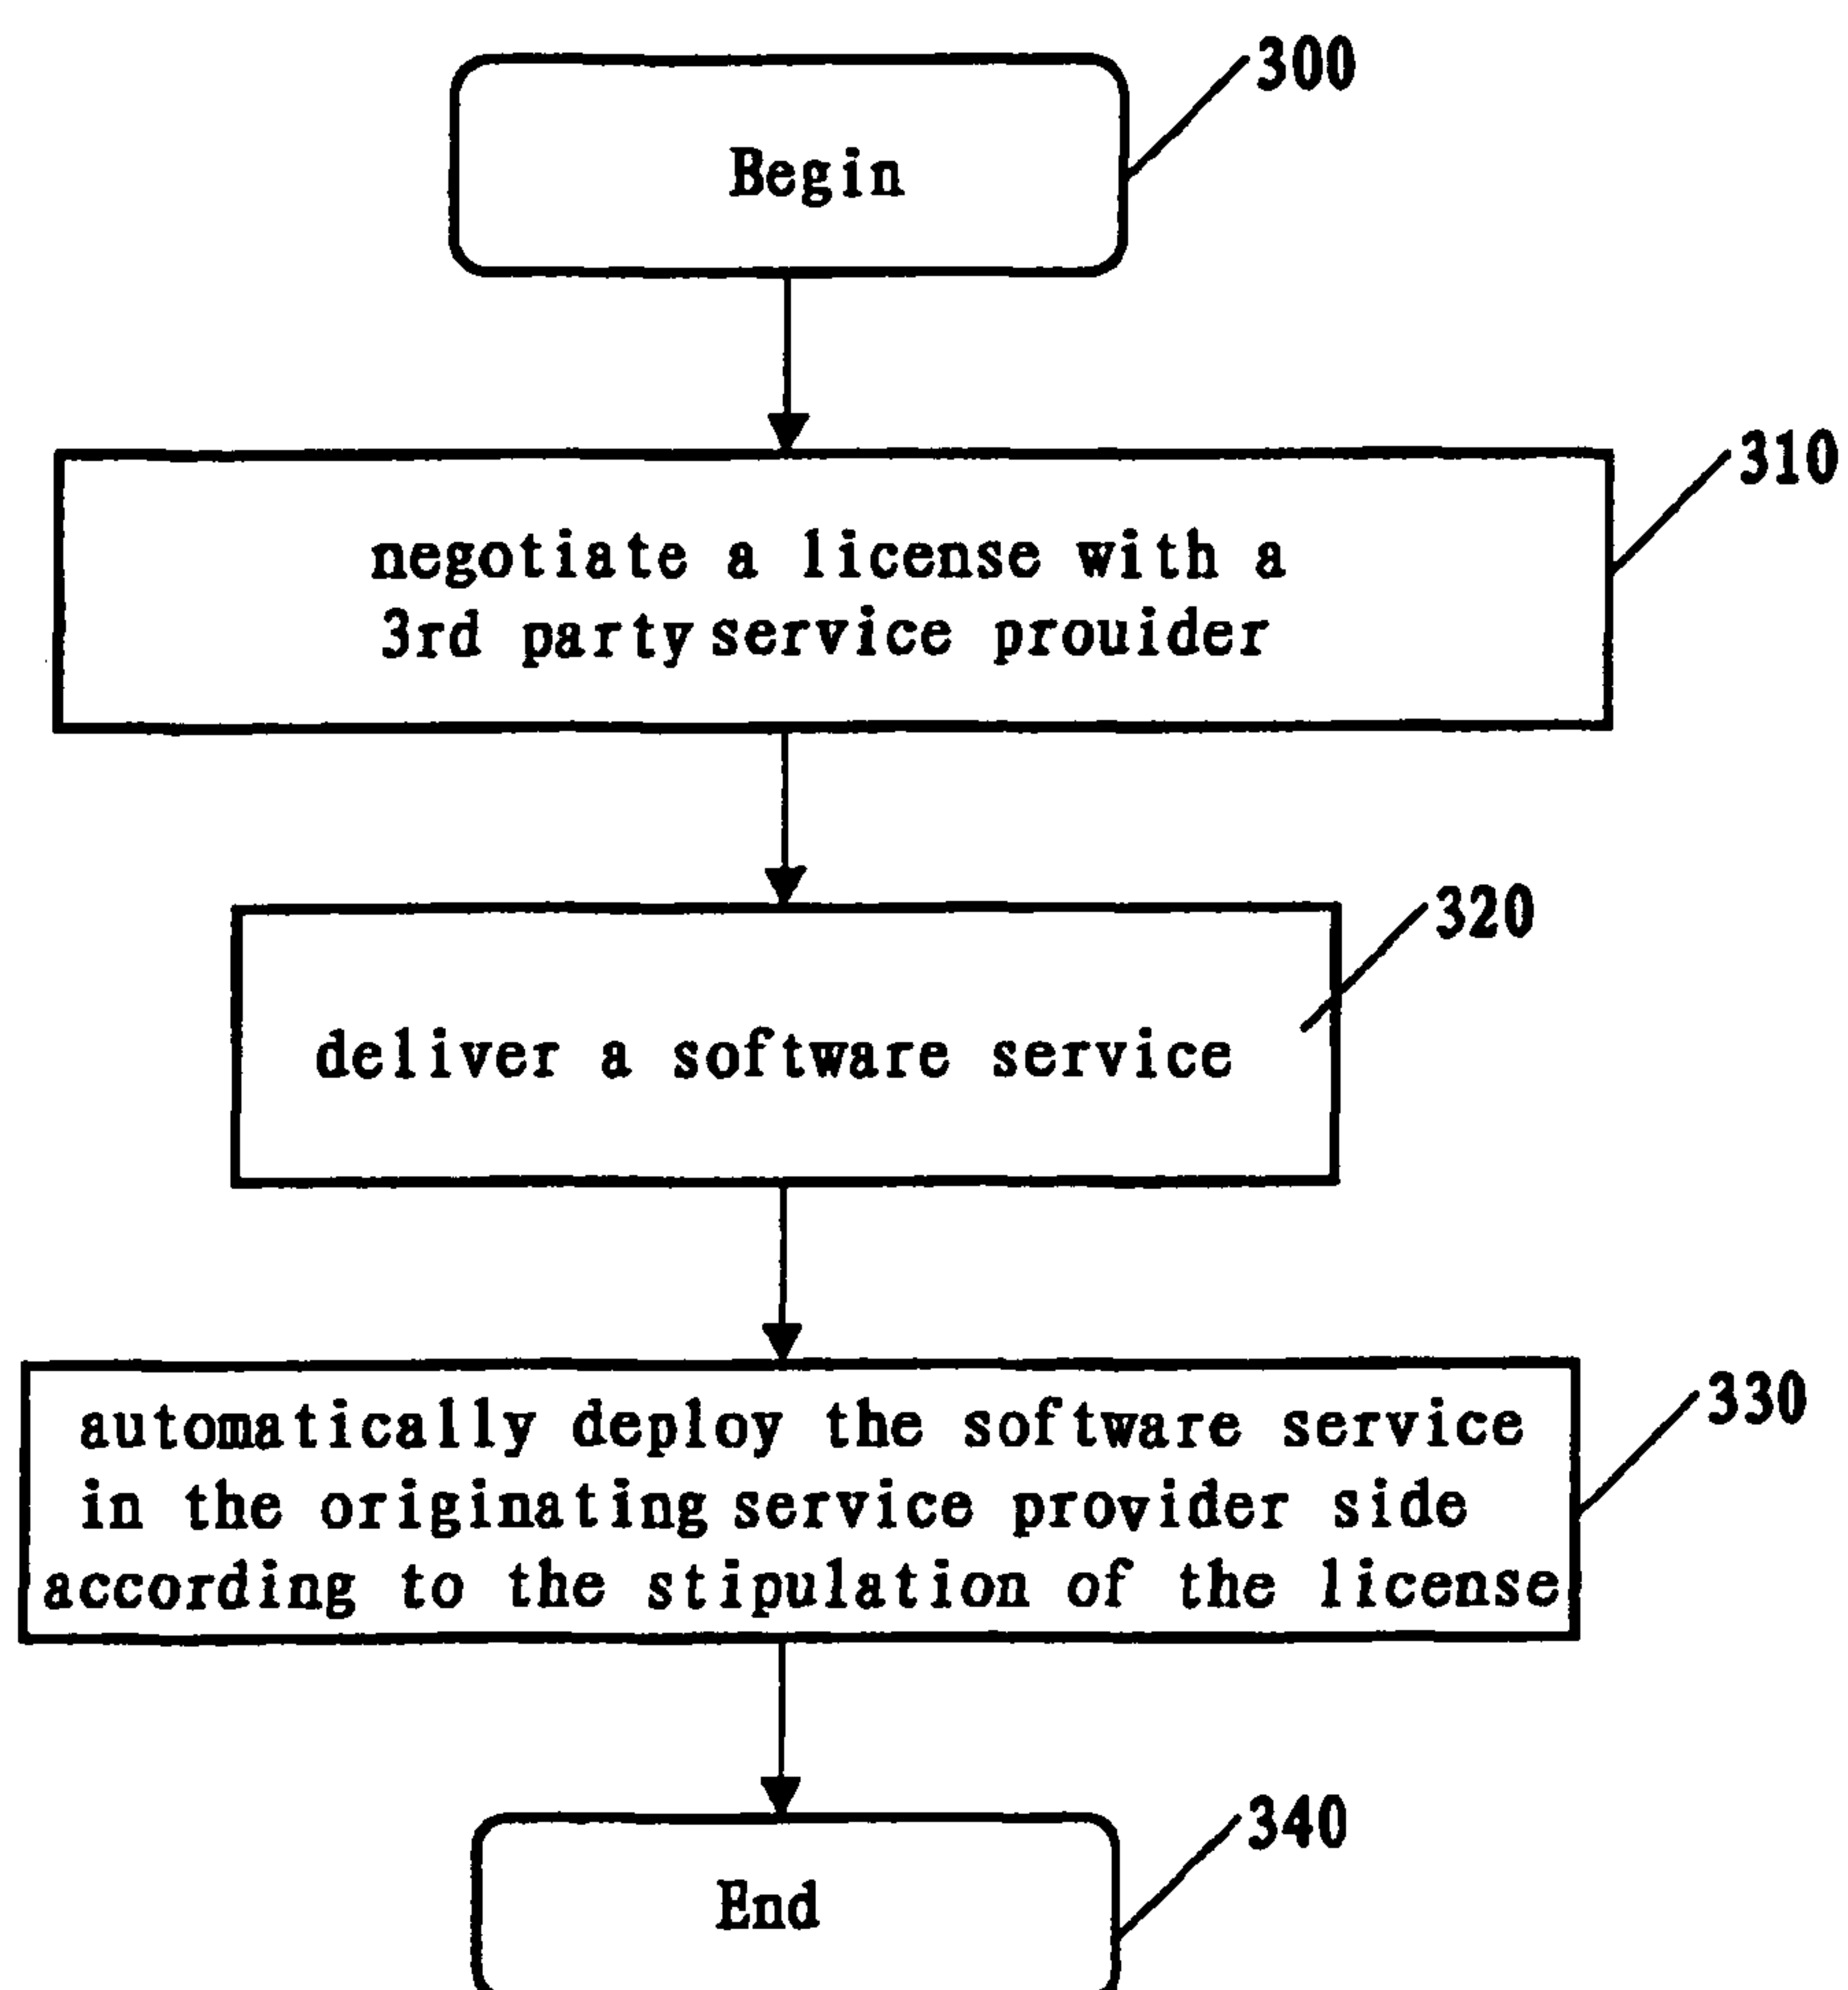 300
Begin
310
negotiate a license with a
3rd party service prouider
320
deliver a software service
330
automatically deploy the software service
in the originating service provider side
according to the stipulation of the license
340
End